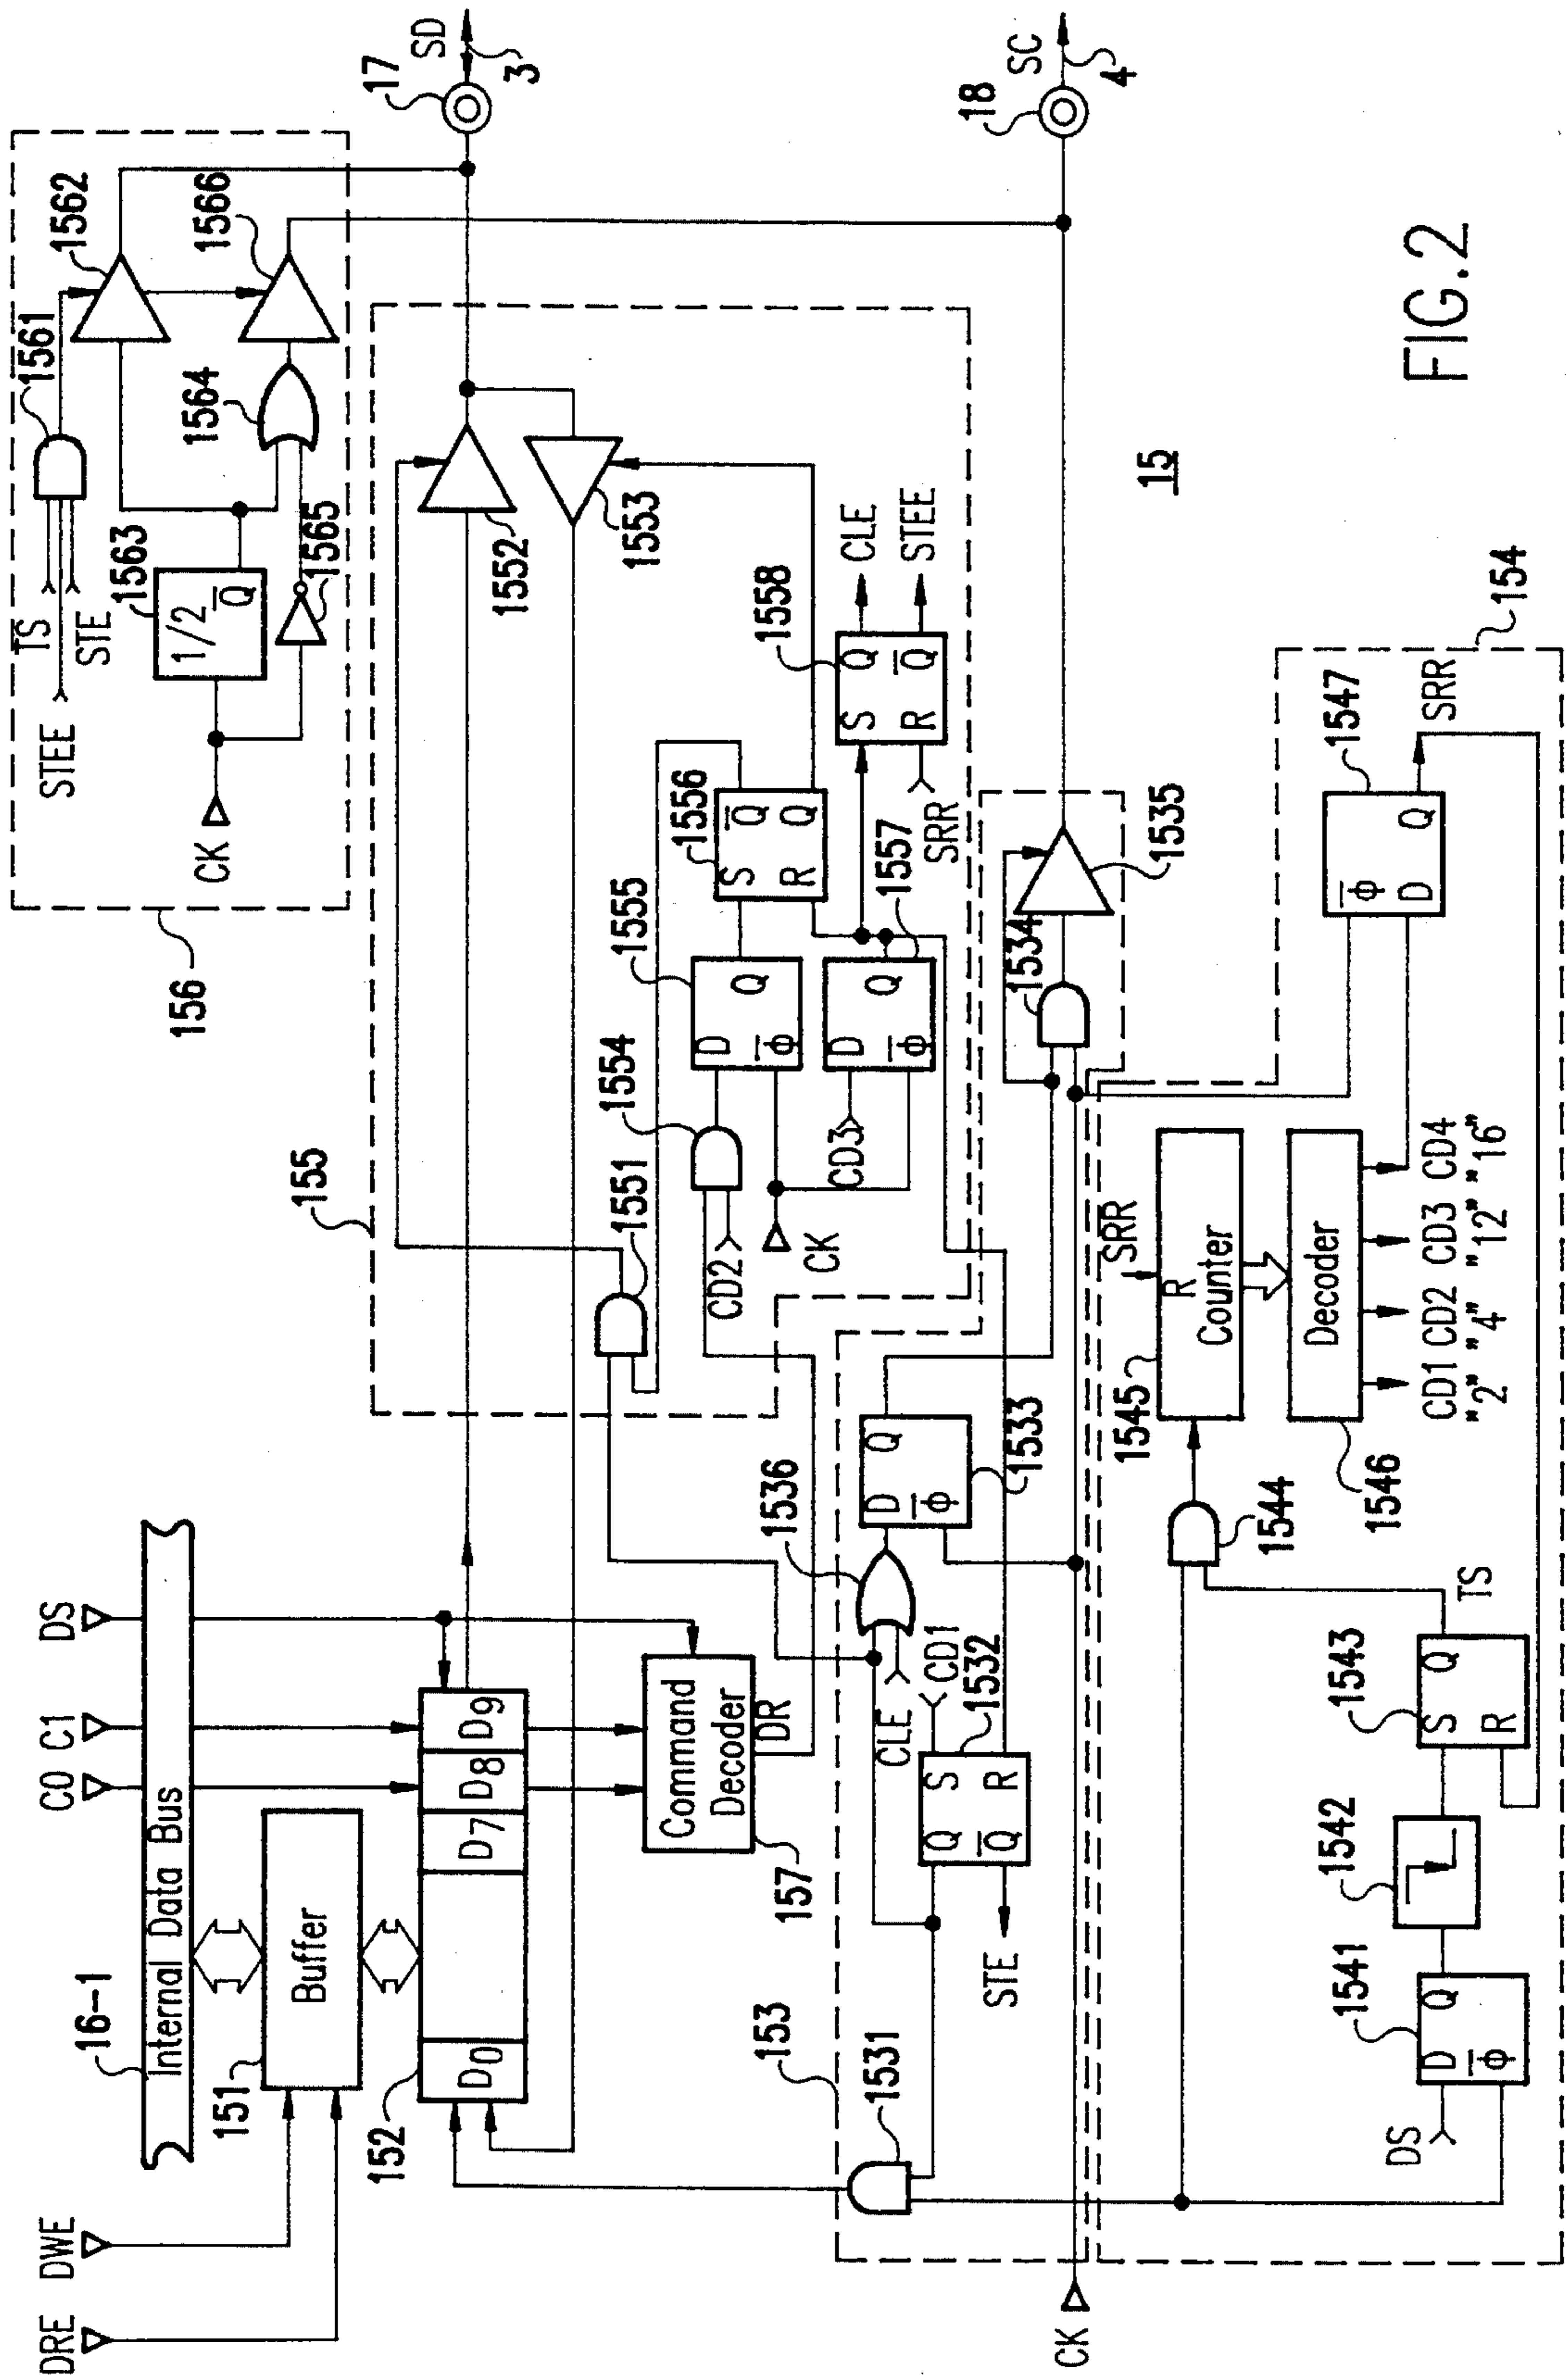 DRE
DWE
C0
C1
DS
16-1
Internal Data Bus
151
Buffer
152
D0
D7
D8
D9
Command
Decoder
DR
157
156
STEE
TS
STE
CK
1563
1/2
Q̅
1565
1561
1564
1562
1566
17
SD
3
155
1551
1552
1553
1554
CD2
CK
1555
D
Q
φ̅
1556
S
Q̅
R
Q
CD3
1557
D
Q
φ̅
SRR
1558
S
Q
R
Q̅
CLE
STEE
153
1531
STE
1532
Q
S
Q̅
R
CD1
CLE
1536
1533
D
Q
φ̅
1534
1535
18
SC
4
15
CK
154
DS
1541
D
Q
φ̅
1542
1543
S
Q
R
TS
1544
1545
SRR
R
Counter
1546
Decoder
CD1 CD2 CD3 CD4
"2" "4" "12" "16"
1547
φ̅
D
Q
SRR
FIG.2